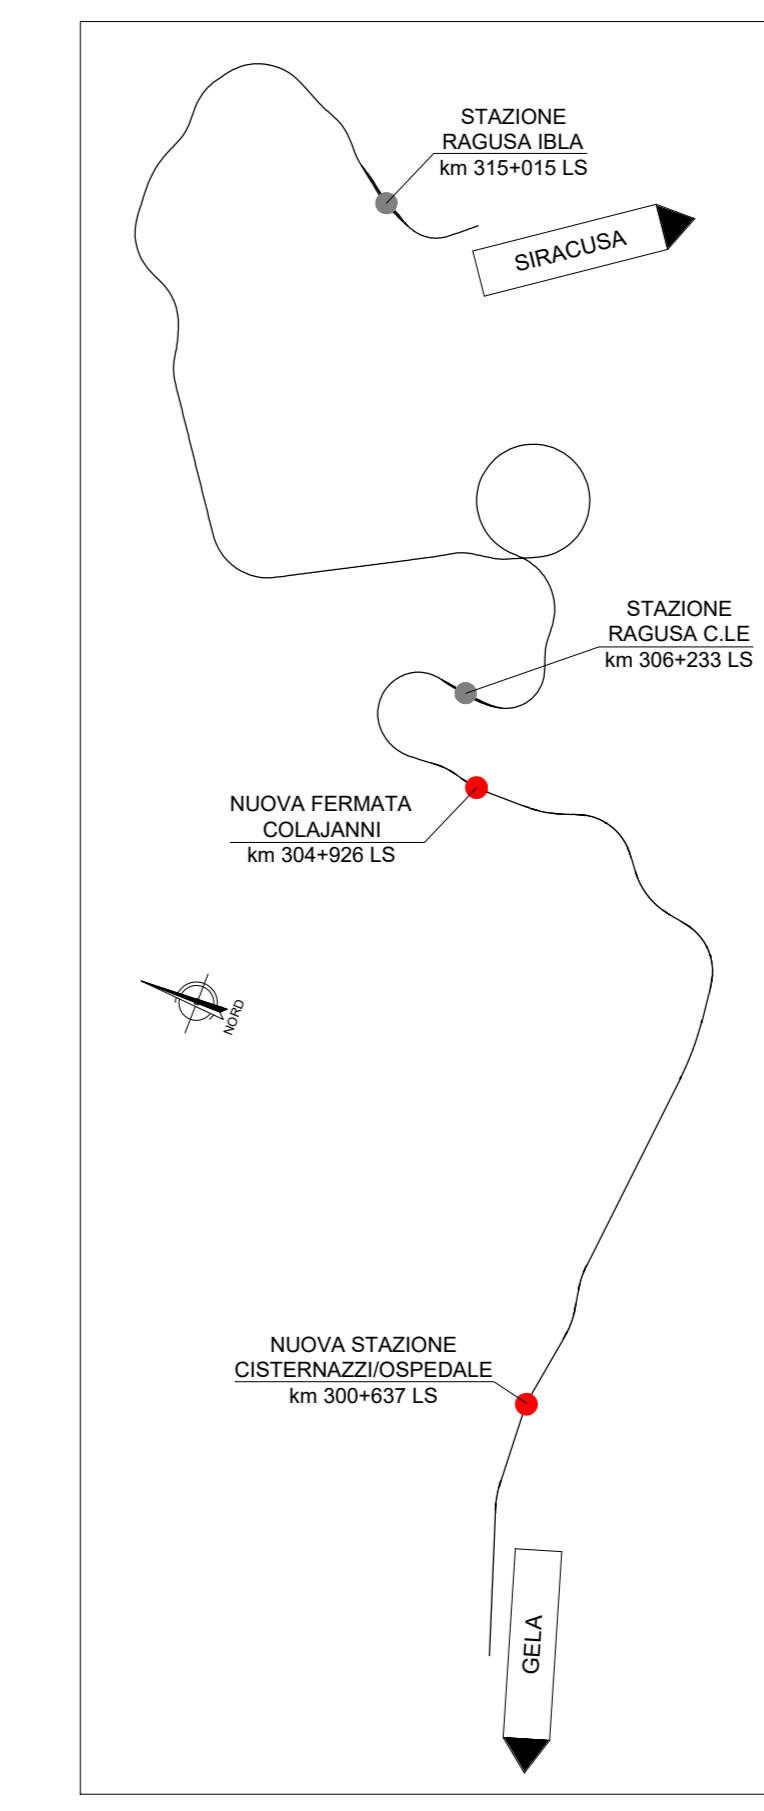 STAZIONE
RAGUSA IBLA
km 315+015 LS
SIRACUSA
STAZIONE
RAGUSA C.LE
km 306+233 LS
NUOVA FERMATA
COLAJANNI
km 304+926 LS
NORD
NUOVA STAZIONE
CISTERNAZZI/OSPEDALE
km 300+637 LS
GELA